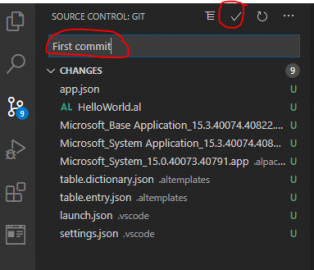 SOURCE CONTROL: GIT
First commit
CHANGES 9
app.json U
AL HelloWorld.al U
Microsoft_Base Application_15.3.40074.40822.... U
Microsoft_System Application_15.3.40074.408... U
Microsoft_System_15.0.40073.40791.app .alpac... U
table.dictionary.json .altemplates U
table.entry.json .altemplates U
launch.json .vscode U
settings.json .vscode U
9